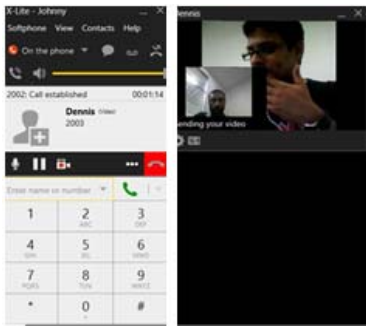 X-Lite - Johnny
Softphone View Contacts Help
On the phone
2002: Call established 00:01:14
Dennis (Video)
2003
Enter name or number
1 2 3
ABC DEF
4 5 6
GHI JKL MNO
7 8 9
PQRS TUV WXYZ
* 0 #
+
ennis
ending your video